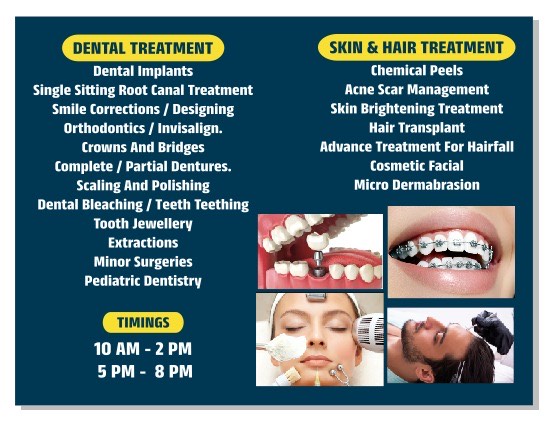 DENTAL TREATMENT
Dental Implants
Single Sitting Root Canal Treatment
Smile Corrections / Designing
Orthodontics / Invisalign.
Crowns And Bridges
Complete / Partial Dentures.
Scaling And Polishing
Dental Bleaching / Teeth Teething
Tooth Jewellery
Extractions
Minor Surgeries
Pediatric Dentistry
TIMINGS
10 AM - 2 PM
5 PM - 8 PM
SKIN & HAIR TREATMENT
Chemical Peels
Acne Scar Management
Skin Brightening Treatment
Hair Transplant
Advance Treatment For Hairfall
Cosmetic Facial
Micro Dermabrasion